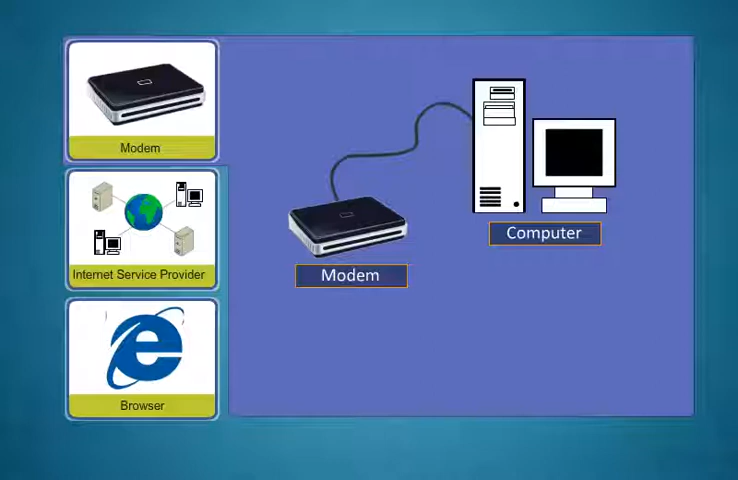 Modem
Internet Service Provider
Browser
Modem
Computer